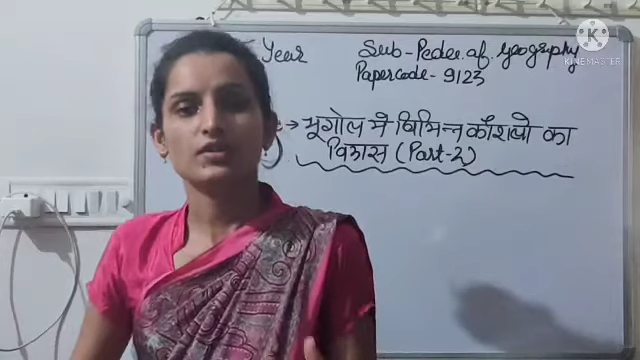 Year
Sub- Peda. of. Geography
Papercode - 9123
→ भूगोल में विभिन्न कौशलो का
विकास (Part-2)
K
KINEMASTER